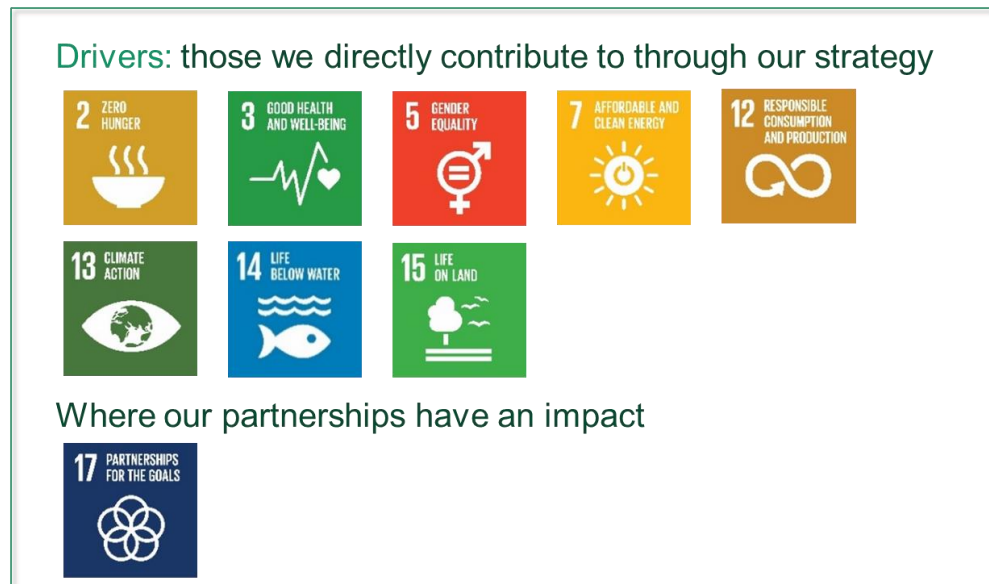 Drivers: those we directly contribute to through our strategy
2 ZERO
HUNGER
3 GOOD HEALTH
AND WELL-BEING
5 GENDER
EQUALITY
7 AFFORDABLE AND
CLEAN ENERGY
12 RESPONSIBLE
CONSUMPTION
AND PRODUCTION
13 CLIMATE
ACTION
14 LIFE
BELOW WATER
15 LIFE
ON LAND
Where our partnerships have an impact
17 PARTNERSHIPS
FOR THE GOALS